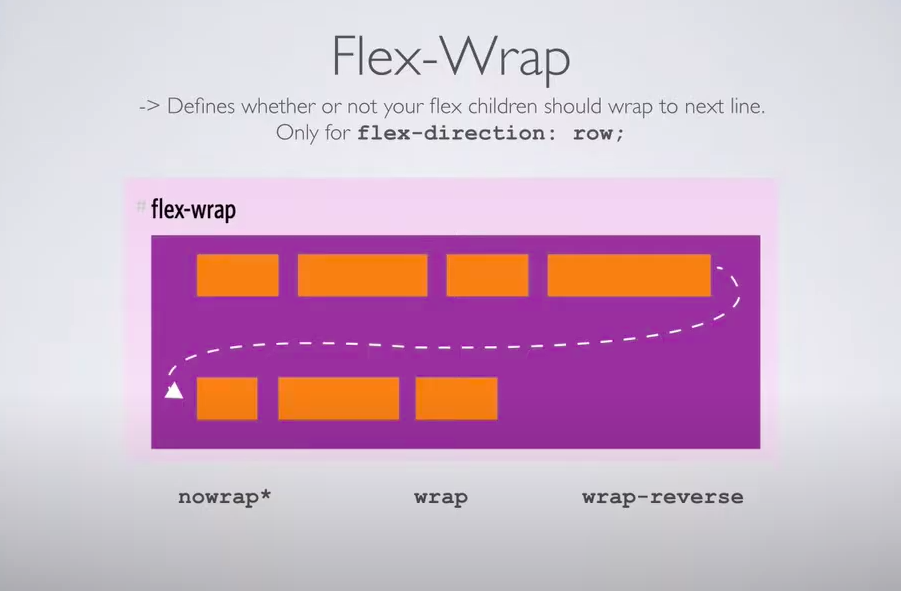 Flex-Wrap
-> Defines whether or not your flex children should wrap to next line.
Only for flex-direction: row;
# flex-wrap
nowrap* wrap wrap-reverse